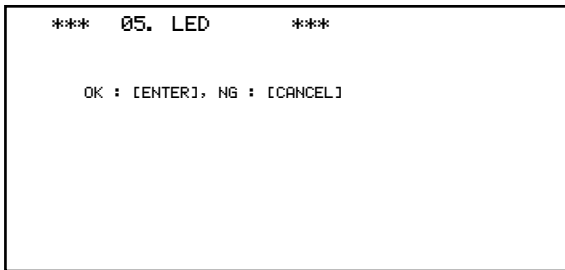 *** 05. LED ***
OK : [ENTER], NG : [CANCEL]